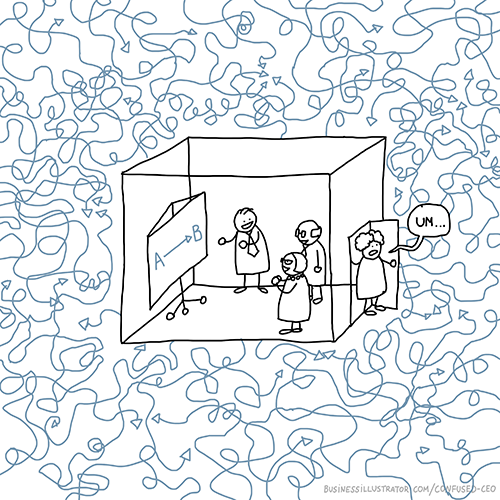 A → B
UM...
BUSINESSILLUSTRATOR.COM/CONFUSED-CEO